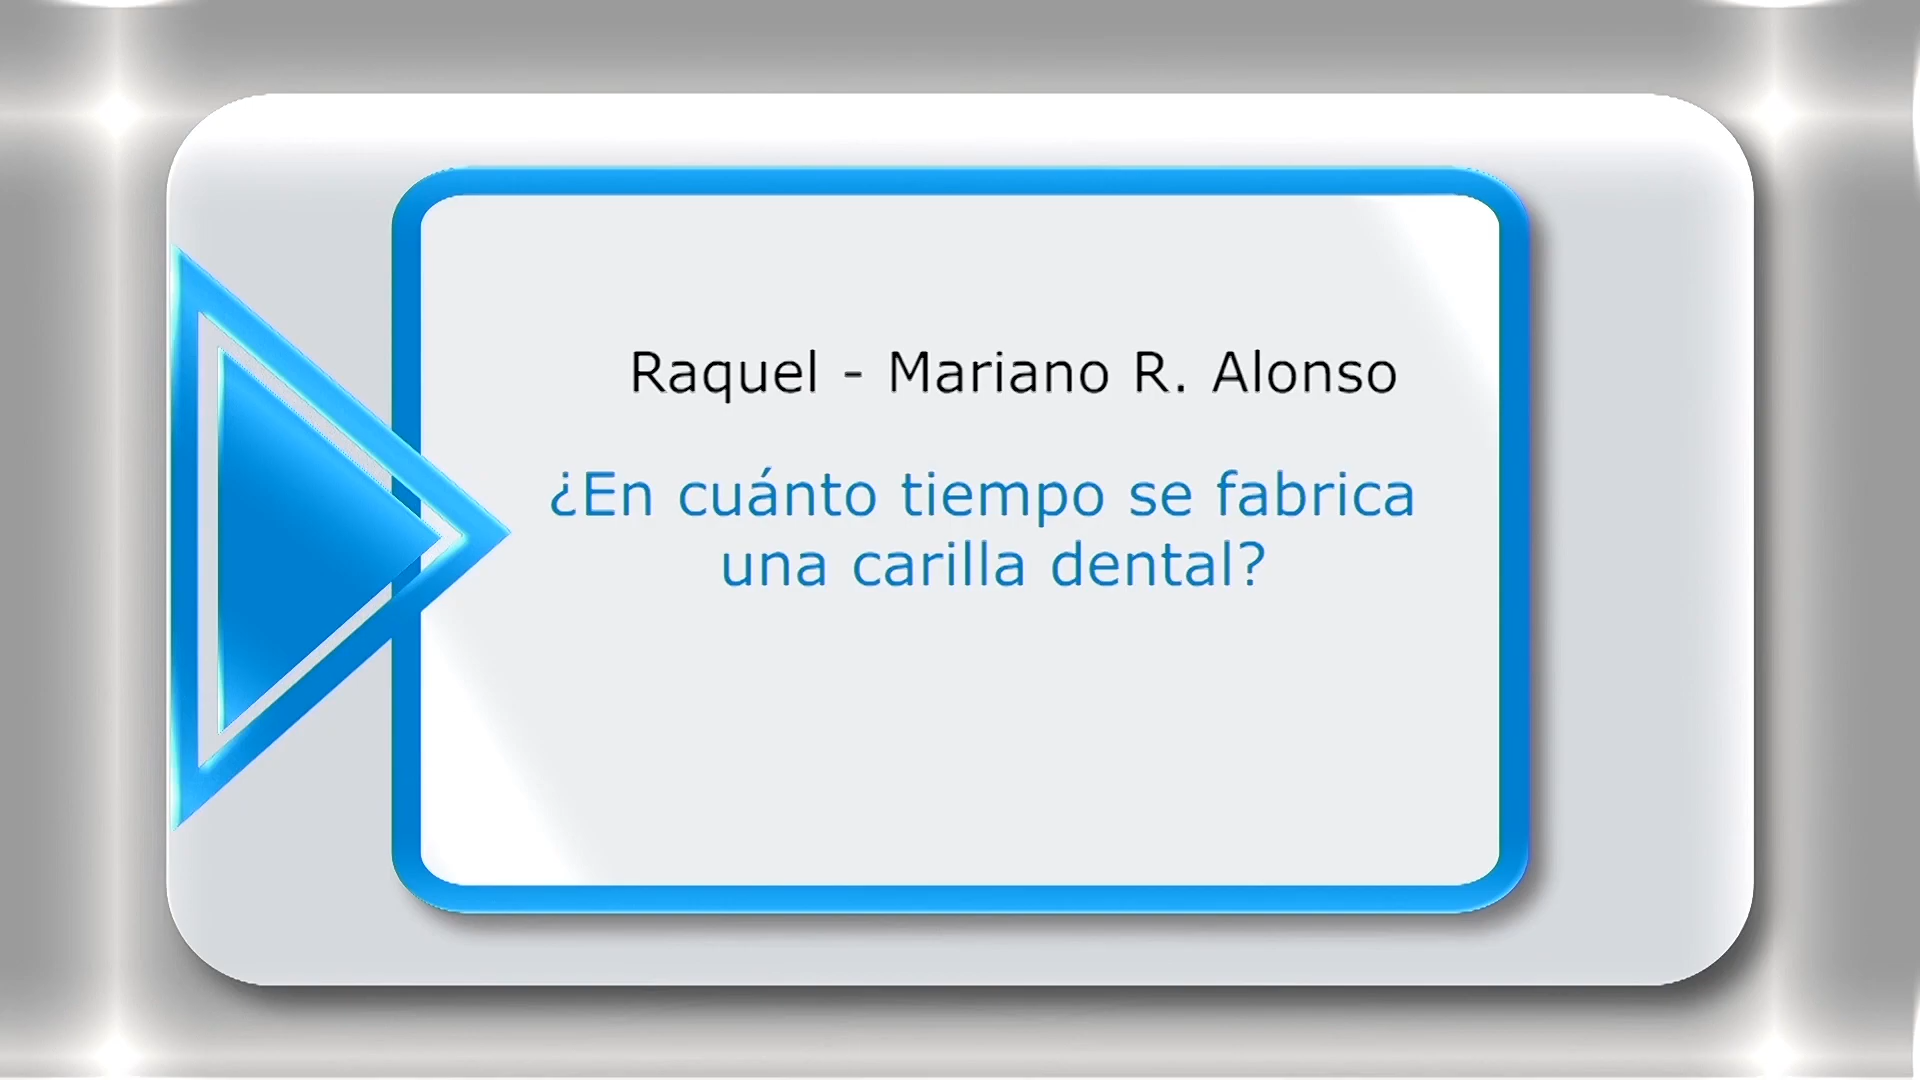 Raquel - Mariano R. Alonso
¿En cuánto tiempo se fabrica
una carilla dental?